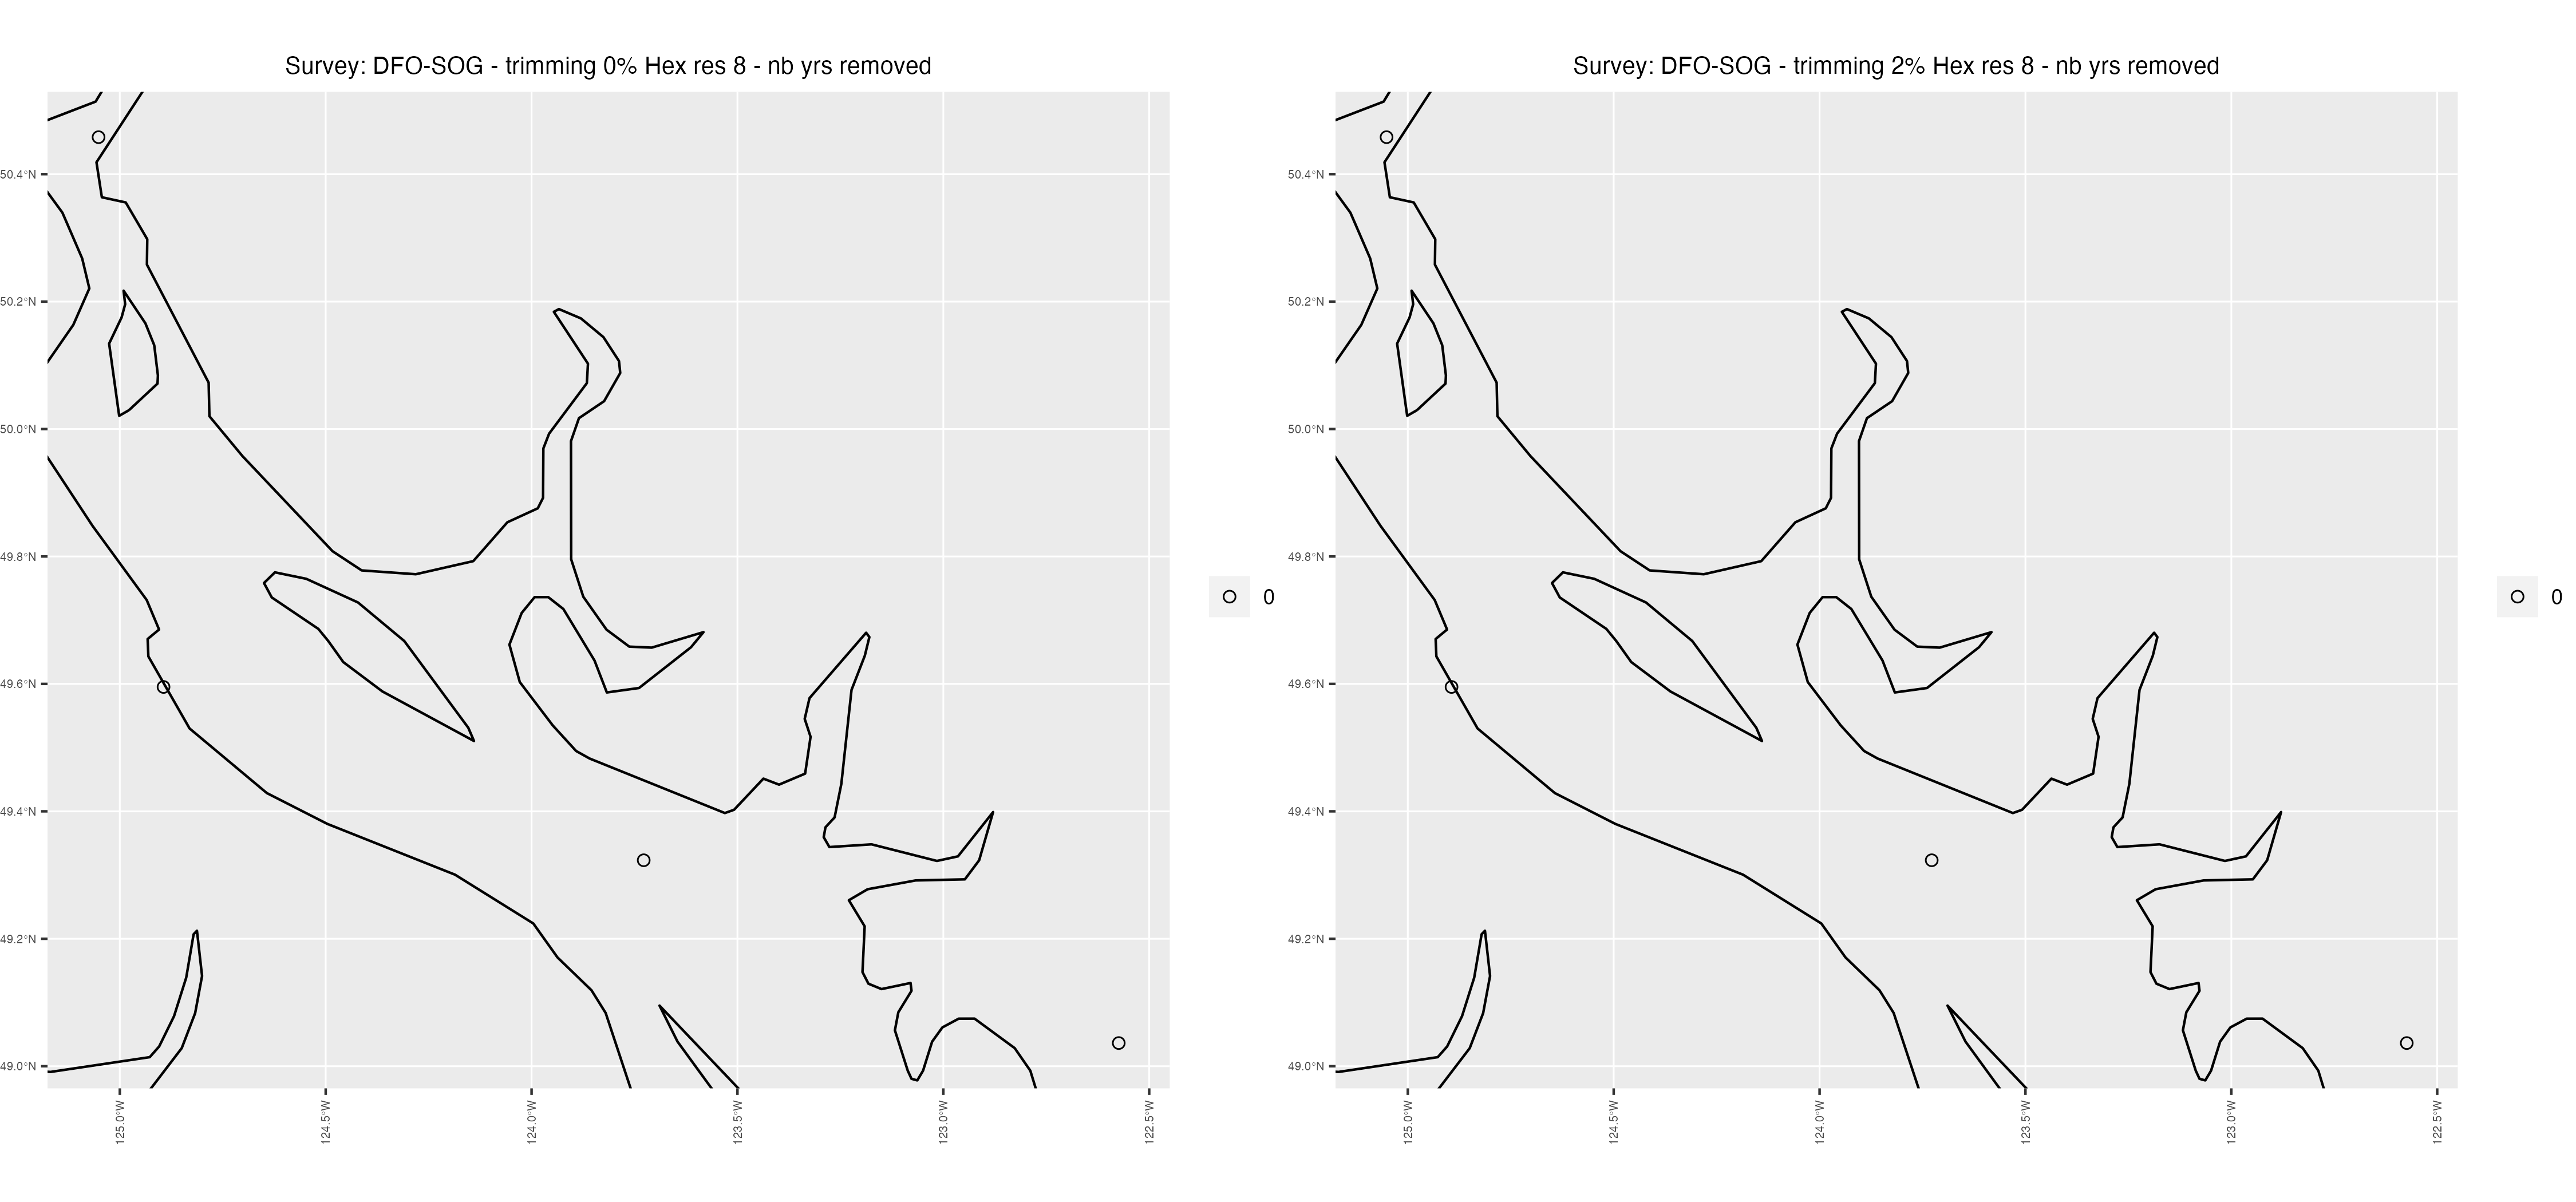 Survey: DFO-SOG - trimming 0% Hex res 8 - nb yrs removed
50.4°N
50.2°N
50.0°N
49.8°N
49.6°N
49.4°N
49.2°N
49.0°N
125.0°W
124.5°W
124.0°W
123.5°W
123.0°W
122.5°W
0
Survey: DFO-SOG - trimming 2% Hex res 8 - nb yrs removed
50.4°N
50.2°N
50.0°N
49.8°N
49.6°N
49.4°N
49.2°N
49.0°N
125.0°W
124.5°W
124.0°W
123.5°W
123.0°W
122.5°W
0